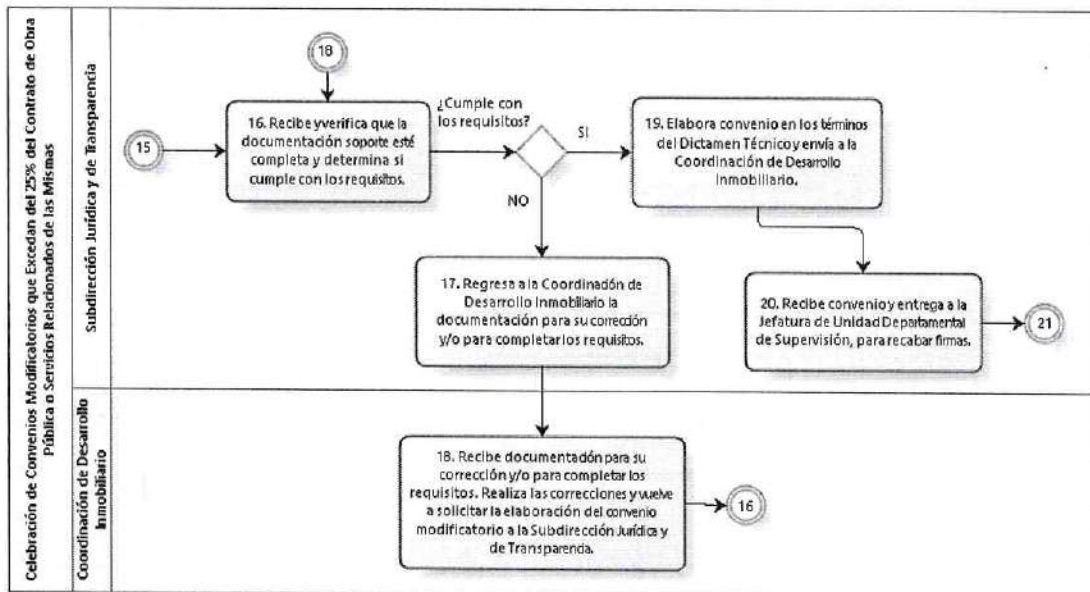 Celebración de Convenios Modificatorios que Excedan del 25% del Contrato de Obra
Pública o Servicios Relacionados de las Mismas
Subdirección Jurídica y de Transparencia
18
15
16. Recibe y verifica que la
documentación soporte esté
completa y determina si
cumple con los requisitos.
¿Cumple con
los requisitos?
SI
NO
19. Elabora convenio en los términos
del Dictamen Técnico y envía a la
Coordinación de Desarrollo
Inmobiliario.
17. Regresa a la Coordinación de
Desarrollo Inmobiliario la
documentación para su corrección
y/o para completar los requisitos.
20. Recibe convenio y entrega a la
Jefatura de Unidad Departamental
de Supervisión, para recabar firmas.
21
Coordinación de Desarrollo
Inmobiliario
18. Recibe documentación para su
corrección y/o para completar los
requisitos. Realiza las correcciones y vuelve
a solicitar la elaboración del convenio
modificatorio a la Subdirección Jurídica y
de Transparencia.
16